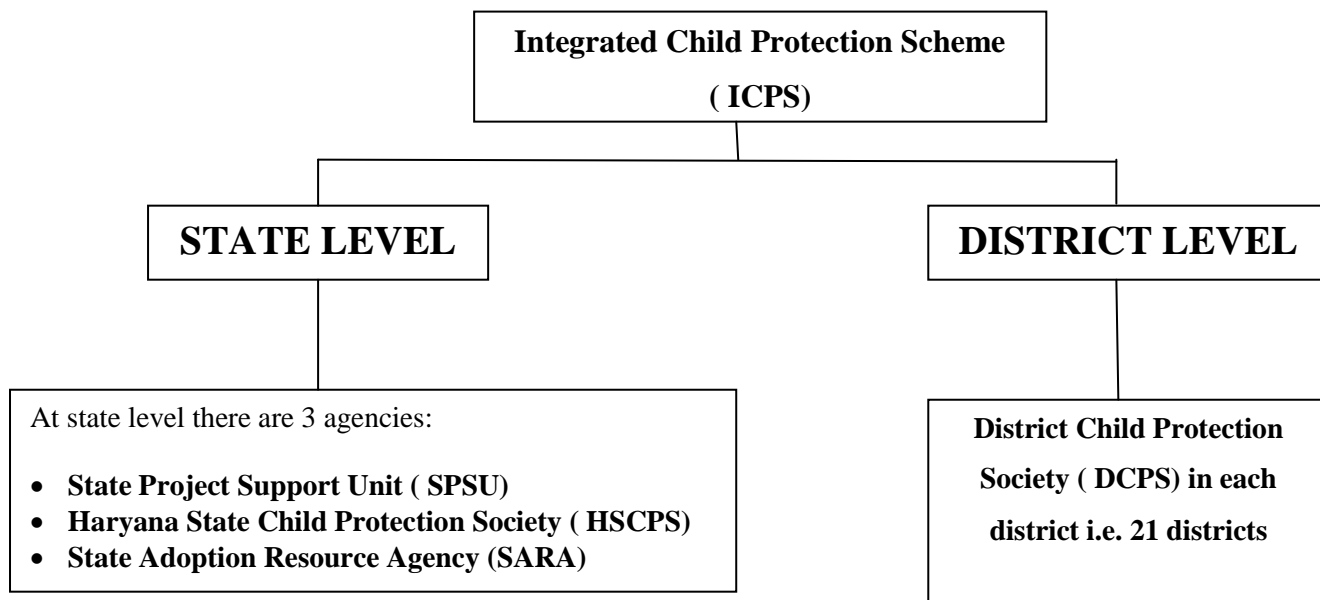 Integrated Child Protection Scheme
( ICPS)
STATE LEVEL
DISTRICT LEVEL
At state level there are 3 agencies:
• State Project Support Unit ( SPSU)
• Haryana State Child Protection Society ( HSCPS)
• State Adoption Resource Agency (SARA)
District Child Protection
Society ( DCPS) in each
district i.e. 21 districts